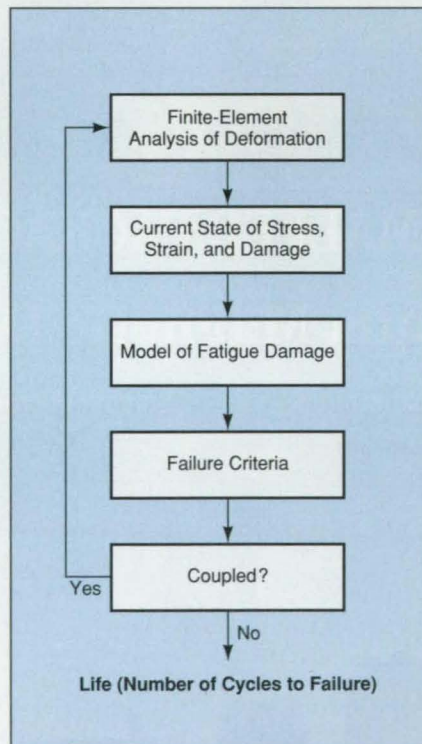 Finite-Element
Analysis of Deformation
Current State of Stress,
Strain, and Damage
Model of Fatigue Damage
Failure Criteria
Coupled?
Yes
No
Life (Number of Cycles to Failure)